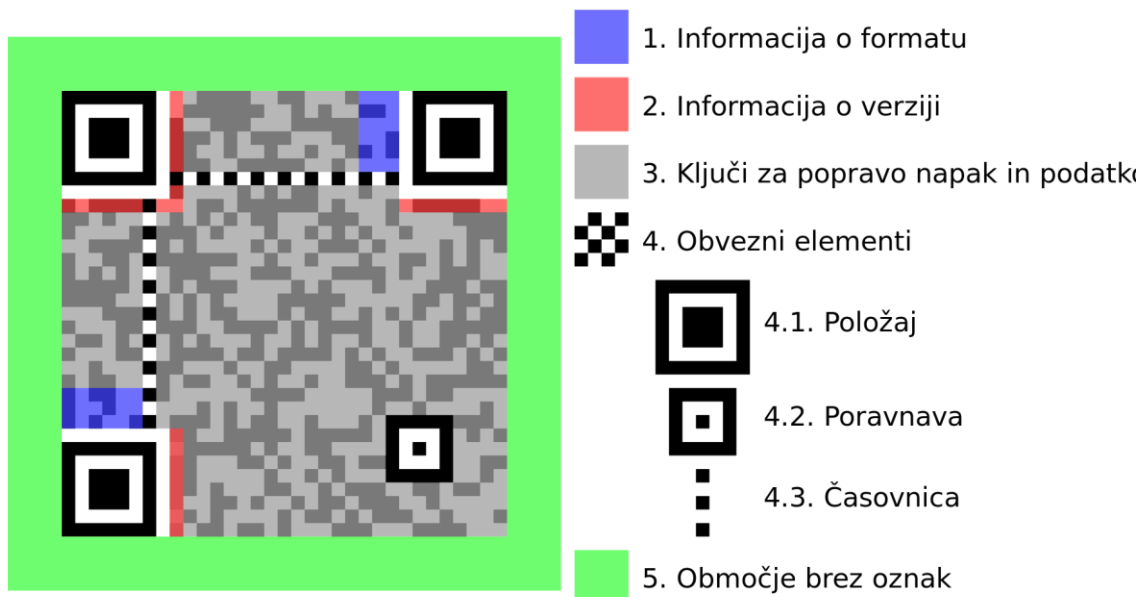 1. Informacija o formatu
2. Informacija o verziji
3. Ključi za popravo napak in
4. Obvezni elementi
4.1. Položaj
4.2. Poravnava
4.3. Časovnica
5. Območje brez oznak